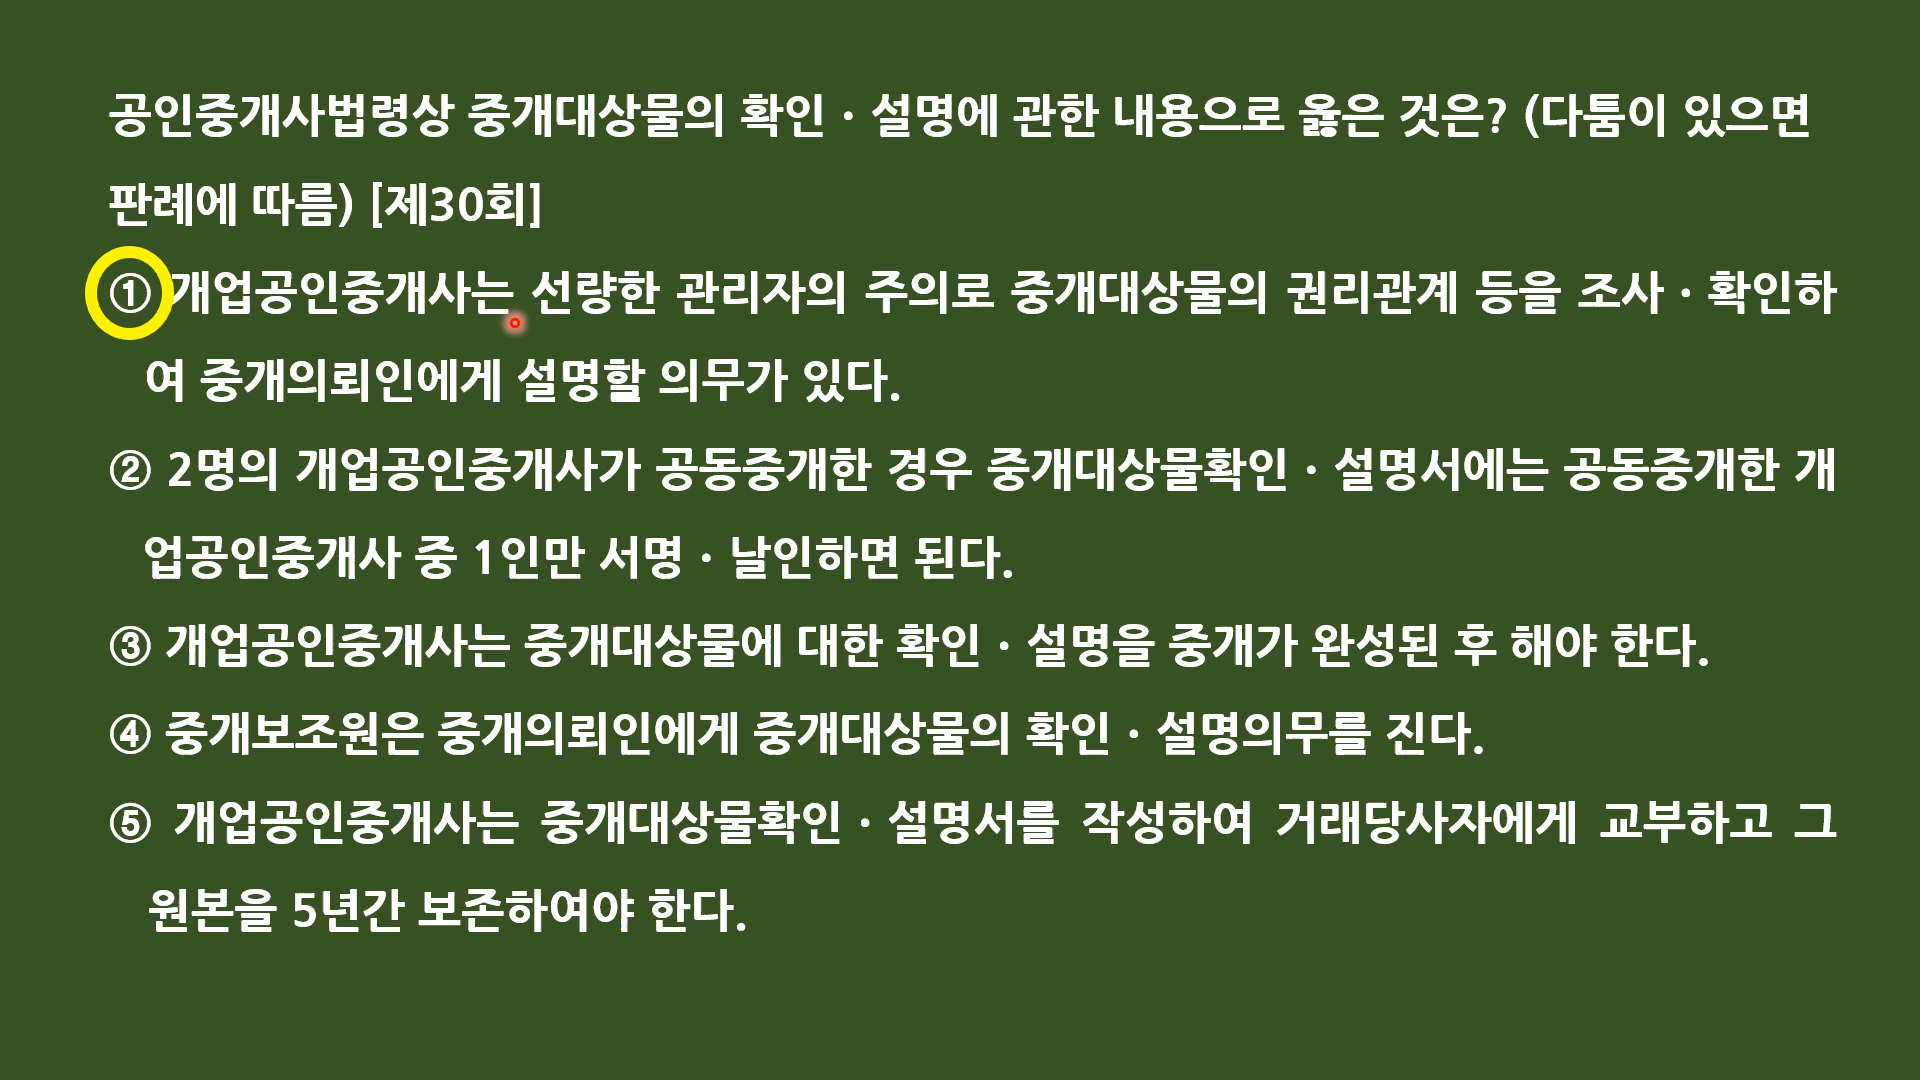 공인중개사법령상 중개대상물의 확인 · 설명에 관한 내용으로 옳은 것은? (다툼이 있으면
판례에 따름) [제30회]
① 개업공인중개사는 선량한 관리자의 주의로 중개대상물의 권리관계 등을 조사 · 확인하
여 중개의뢰인에게 설명할 의무가 있다.
② 2명의 개업공인중개사가 공동중개한 경우 중개대상물확인 · 설명서에는 공동중개한 개
업공인중개사 중 1인만 서명 · 날인하면 된다.
③ 개업공인중개사는 중개대상물에 대한 확인 · 설명을 중개가 완성된 후 해야 한다.
④ 중개보조원은 중개의뢰인에게 중개대상물의 확인 · 설명의무를 진다.
⑤ 개업공인중개사는 중개대상물확인 · 설명서를 작성하여 거래당사자에게 교부하고 그
원본을 5년간 보존하여야 한다.